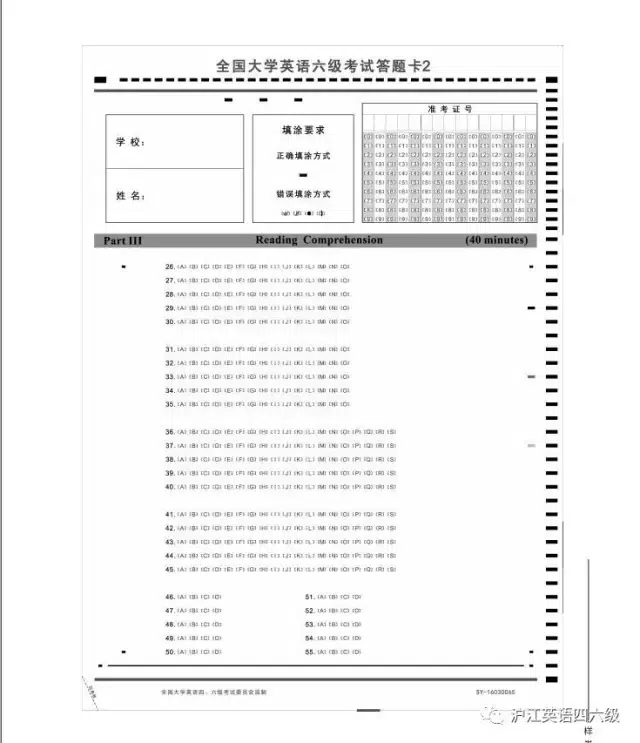 全国大学英语六级考试答题卡2
准 考 证 号
学 校：
姓 名：
填涂要求
正确填涂方式
错误填涂方式
[0] [0] [0] [0] [0] [0] [0] [0] [0] [0] [0] [0] [0] [0] [0]
[1] [1] [1] [1] [1] [1] [1] [1] [1] [1] [1] [1] [1] [1] [1]
[2] [2] [2] [2] [2] [2] [2] [2] [2] [2] [2] [2] [2] [2] [2]
[3] [3] [3] [3] [3] [3] [3] [3] [3] [3] [3] [3] [3] [3] [3]
[4] [4] [4] [4] [4] [4] [4] [4] [4] [4] [4] [4] [4] [4] [4]
[5] [5] [5] [5] [5] [5] [5] [5] [5] [5] [5] [5] [5] [5] [5]
[6] [6] [6] [6] [6] [6] [6] [6] [6] [6] [6] [6] [6] [6] [6]
[7] [7] [7] [7] [7] [7] [7] [7] [7] [7] [7] [7] [7] [7] [7]
[8] [8] [8] [8] [8] [8] [8] [8] [8] [8] [8] [8] [8] [8] [8]
[9] [9] [9] [9] [9] [9] [9] [9] [9] [9] [9] [9] [9] [9] [9]
Part III Reading Comprehension (40 minutes)
26. [A] [B] [C] [D] [E] [F] [G] [H] [I] [J] [K] [L] [M] [N] [O]
27. [A] [B] [C] [D] [E] [F] [G] [H] [I] [J] [K] [L] [M] [N] [O]
28. [A] [B] [C] [D] [E] [F] [G] [H] [I] [J] [K] [L] [M] [N] [O]
29. [A] [B] [C] [D] [E] [F] [G] [H] [I] [J] [K] [L] [M] [N] [O]
30. [A] [B] [C] [D] [E] [F] [G] [H] [I] [J] [K] [L] [M] [N] [O]
31. [A] [B] [C] [D] [E] [F] [G] [H] [I] [J] [K] [L] [M] [N] [O]
32. [A] [B] [C] [D] [E] [F] [G] [H] [I] [J] [K] [L] [M] [N] [O]
33. [A] [B] [C] [D] [E] [F] [G] [H] [I] [J] [K] [L] [M] [N] [O]
34. [A] [B] [C] [D] [E] [F] [G] [H] [I] [J] [K] [L] [M] [N] [O]
35. [A] [B] [C] [D] [E] [F] [G] [H] [I] [J] [K] [L] [M] [N] [O]
36. [A] [B] [C] [D] [E] [F] [G] [H] [I] [J] [K] [L] [M] [N] [O] [P] [Q] [R] [S]
37. [A] [B] [C] [D] [E] [F] [G] [H] [I] [J] [K] [L] [M] [N] [O] [P] [Q] [R] [S]
38. [A] [B] [C] [D] [E] [F] [G] [H] [I] [J] [K] [L] [M] [N] [O] [P] [Q] [R] [S]
39. [A] [B] [C] [D] [E] [F] [G] [H] [I] [J] [K] [L] [M] [N] [O] [P] [Q] [R] [S]
40. [A] [B] [C] [D] [E] [F] [G] [H] [I] [J] [K] [L] [M] [N] [O] [P] [Q] [R] [S]
41. [A] [B] [C] [D] [E] [F] [G] [H] [I] [J] [K] [L] [M] [N] [O] [P] [Q] [R] [S]
42. [A] [B] [C] [D] [E] [F] [G] [H] [I] [J] [K] [L] [M] [N] [O] [P] [Q] [R] [S]
43. [A] [B] [C] [D] [E] [F] [G] [H] [I] [J] [K] [L] [M] [N] [O] [P] [Q] [R] [S]
44. [A] [B] [C] [D] [E] [F] [G] [H] [I] [J] [K] [L] [M] [N] [O] [P] [Q] [R] [S]
45. [A] [B] [C] [D] [E] [F] [G] [H] [I] [J] [K] [L] [M] [N] [O] [P] [Q] [R] [S]
46. [A] [B] [C] [D] 51. [A] [B] [C] [D]
47. [A] [B] [C] [D] 52. [A] [B] [C] [D]
48. [A] [B] [C] [D] 53. [A] [B] [C] [D]
49. [A] [B] [C] [D] 54. [A] [B] [C] [D]
50. [A] [B] [C] [D] 55. [A] [B] [C] [D]
全国大学英语四、六级考试委员会监制
SY-16030065
沪江英语四六级
样